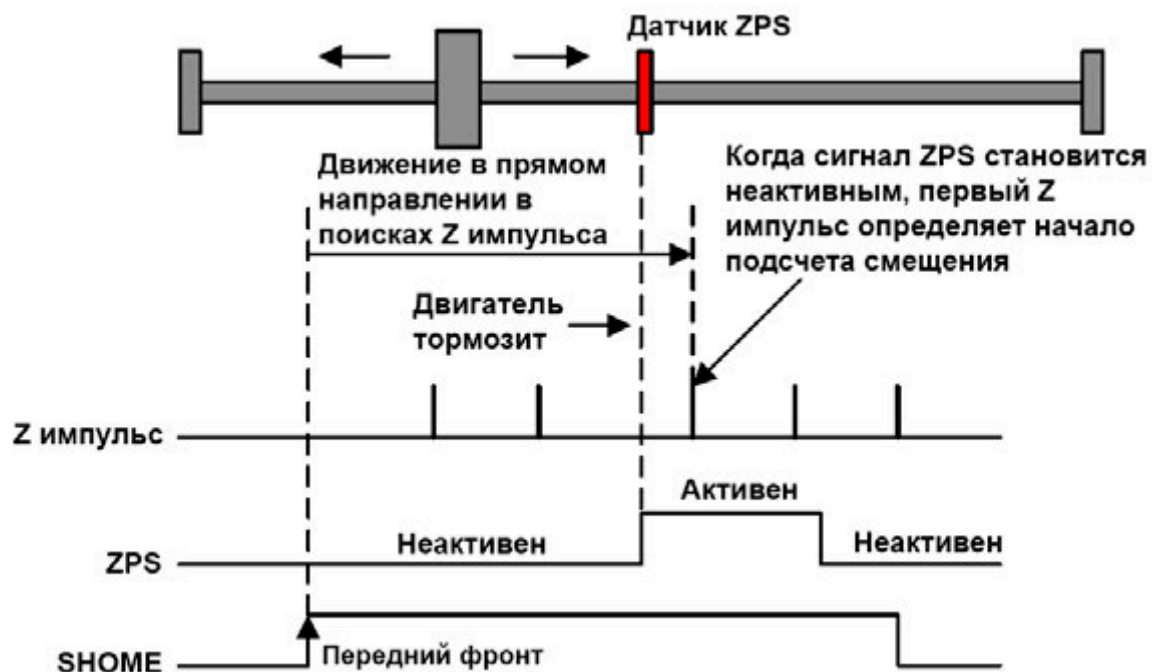 Датчик ZPS
Движение в прямом
направлении в
поисках Z импульса
Когда сигнал ZPS становится
неактивным, первый Z
импульс определяет начало
подсчета смещения
Двигатель
тормозит
Z импульс
Активен
ZPS
Неактивен
Неактивен
SHOME
Передний фронт